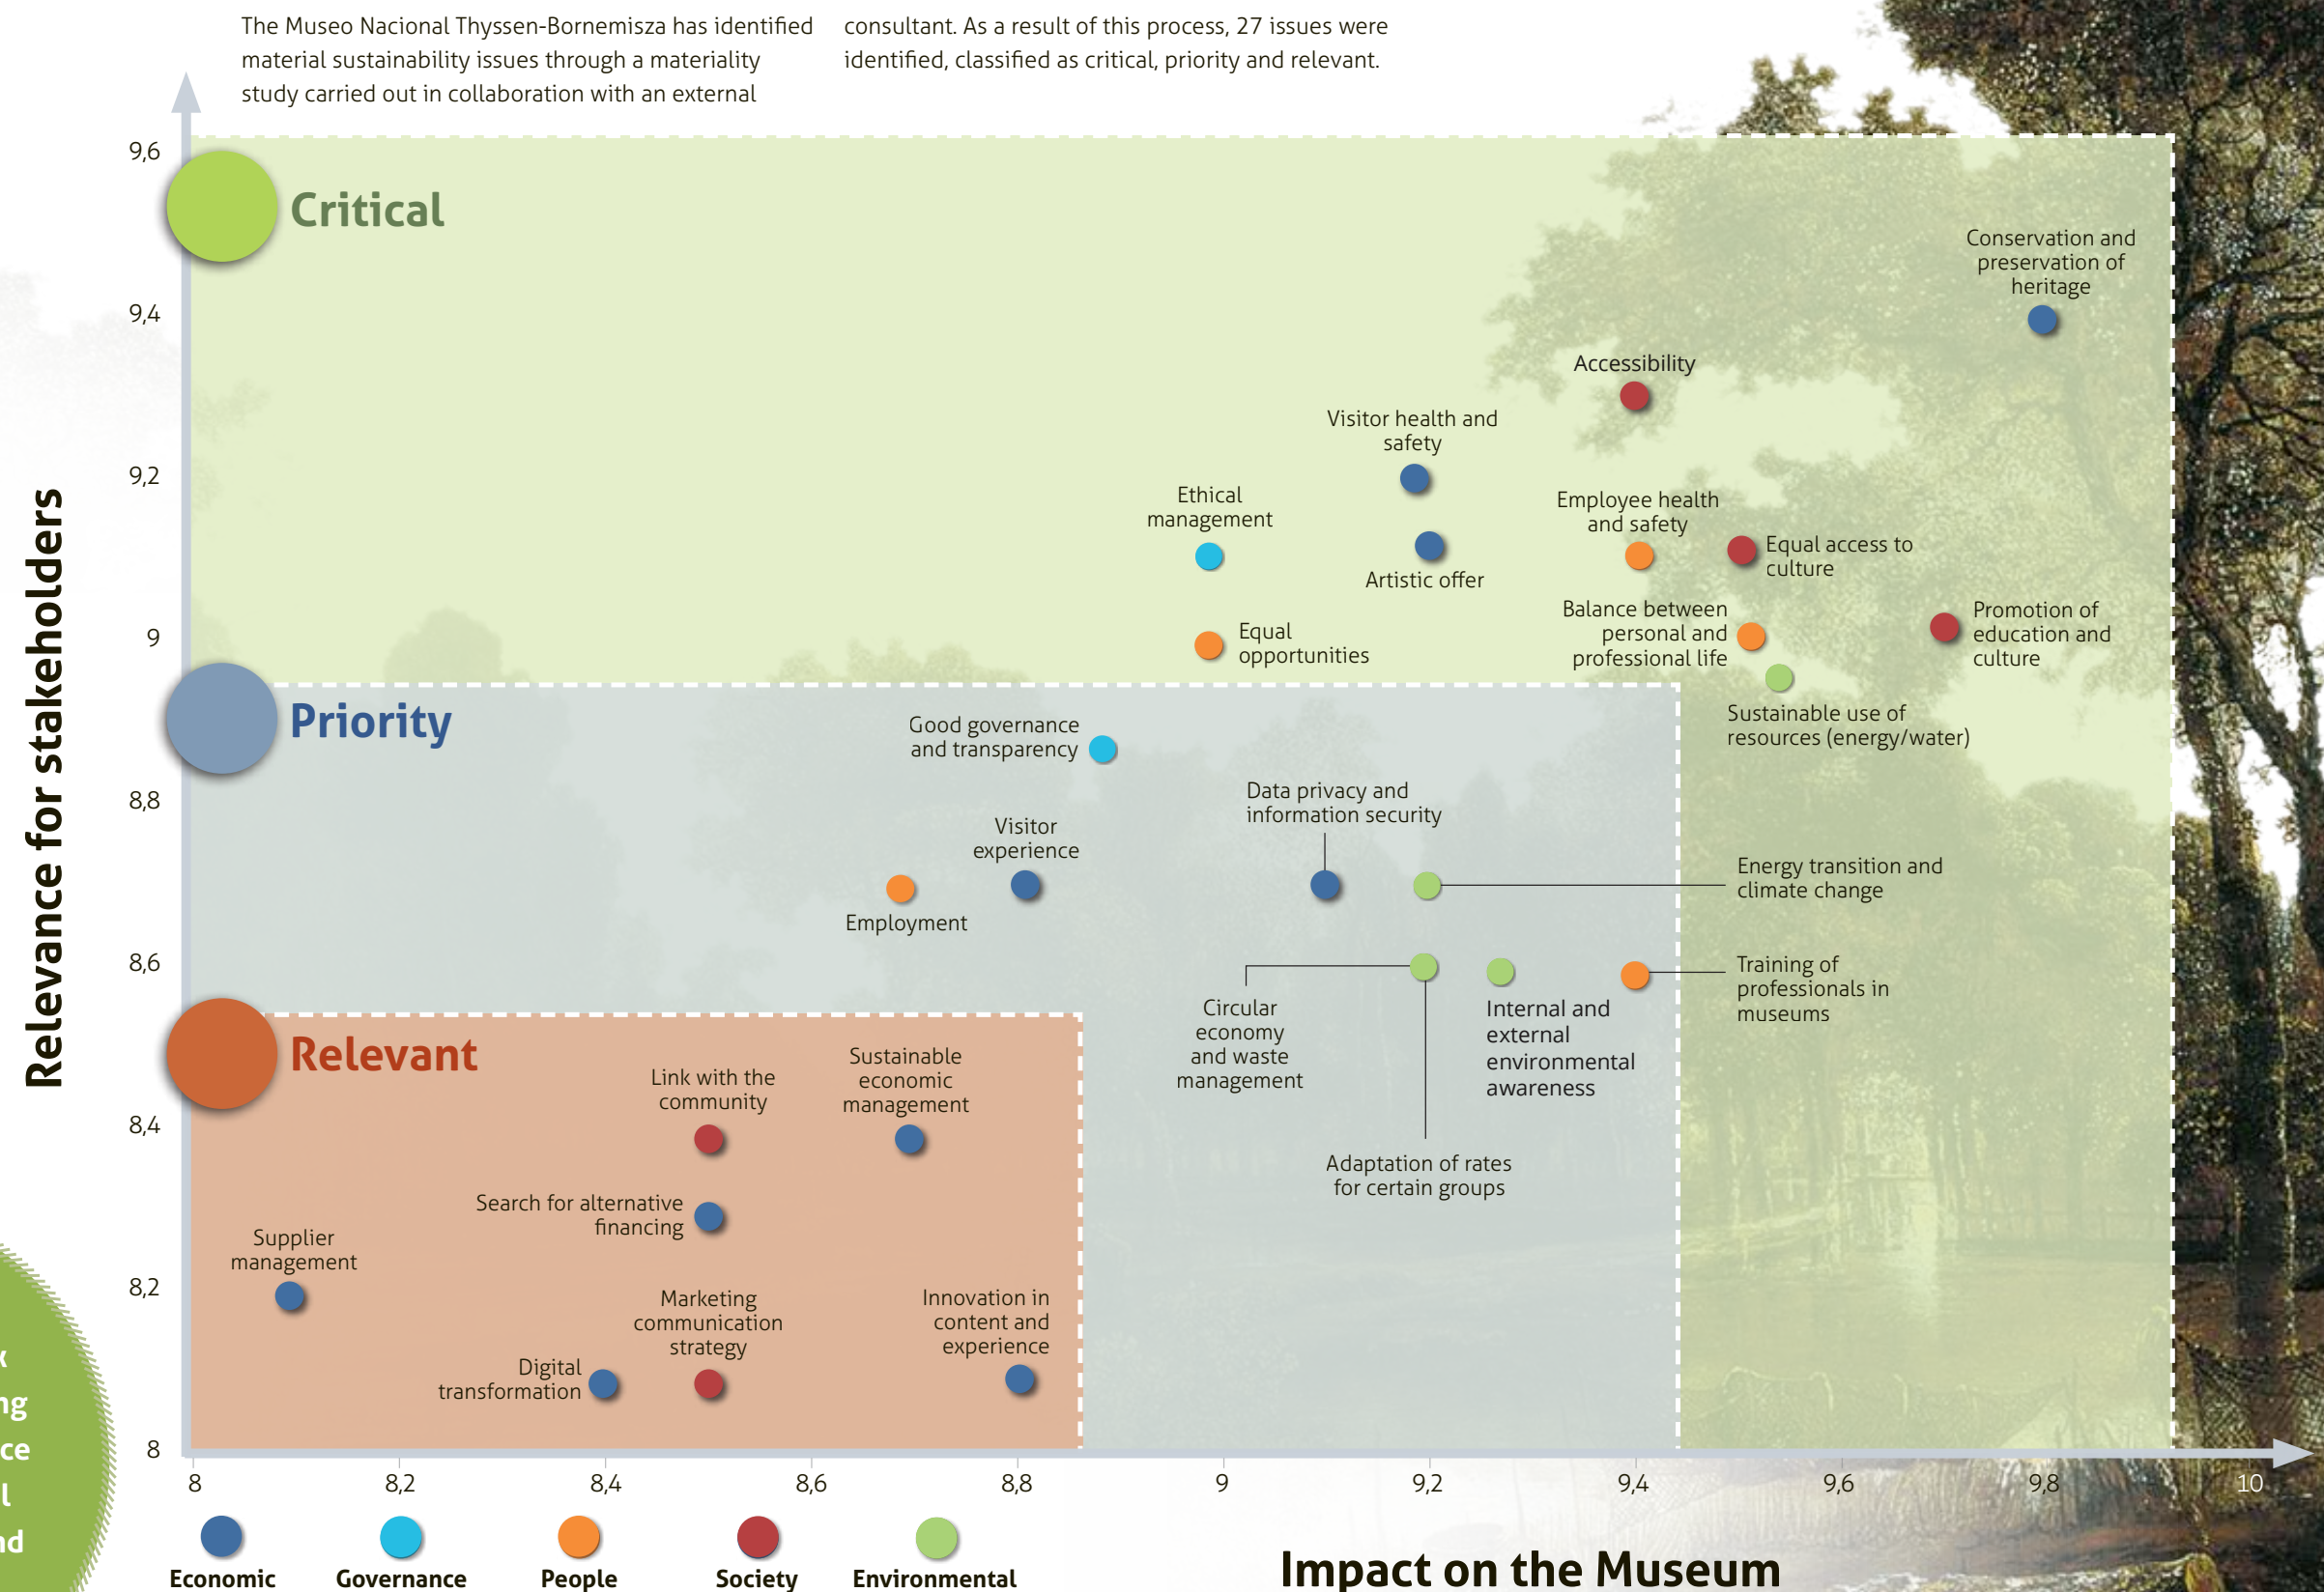 The Museo Nacional Thyssen-Bornemisza has identified
material sustainability issues through a materiality
study carried out in collaboration with an external
consultant. As a result of this process, 27 issues were
identified, classified as critical, priority and relevant.
Relevance for stakeholders
9,6
9,4
9,2
9
8,8
8,6
8,4
8,2
8
Critical
Conservation and
preservation of
heritage
Accessibility
Visitor health and
safety
Ethical
management
Artistic offer
Employee health
and safety
Equal access to
culture
Equal
opportunities
Balance between
personal and
professional life
Promotion of
education and
culture
Sustainable use of
resources (energy/water)
Priority
Good governance
and transparency
Data privacy and
information security
Visitor
experience
Employment
Energy transition and
climate change
Training of
professionals in
museums
Circular
economy
and waste
management
Internal and
external
environmental
awareness
Adaptation of rates
for certain groups
Relevant
Link with the
community
Sustainable
economic
management
Search for alternative
financing
Supplier
management
Marketing
communication
strategy
Innovation in
content and
experience
Digital
transformation
8
8,2
8,4
8,6
8,8
9
9,2
9,4
9,6
9,8
10
Economic
Governance
People
Society
Environmental
Impact on the Museum
ng
ce
l
nd